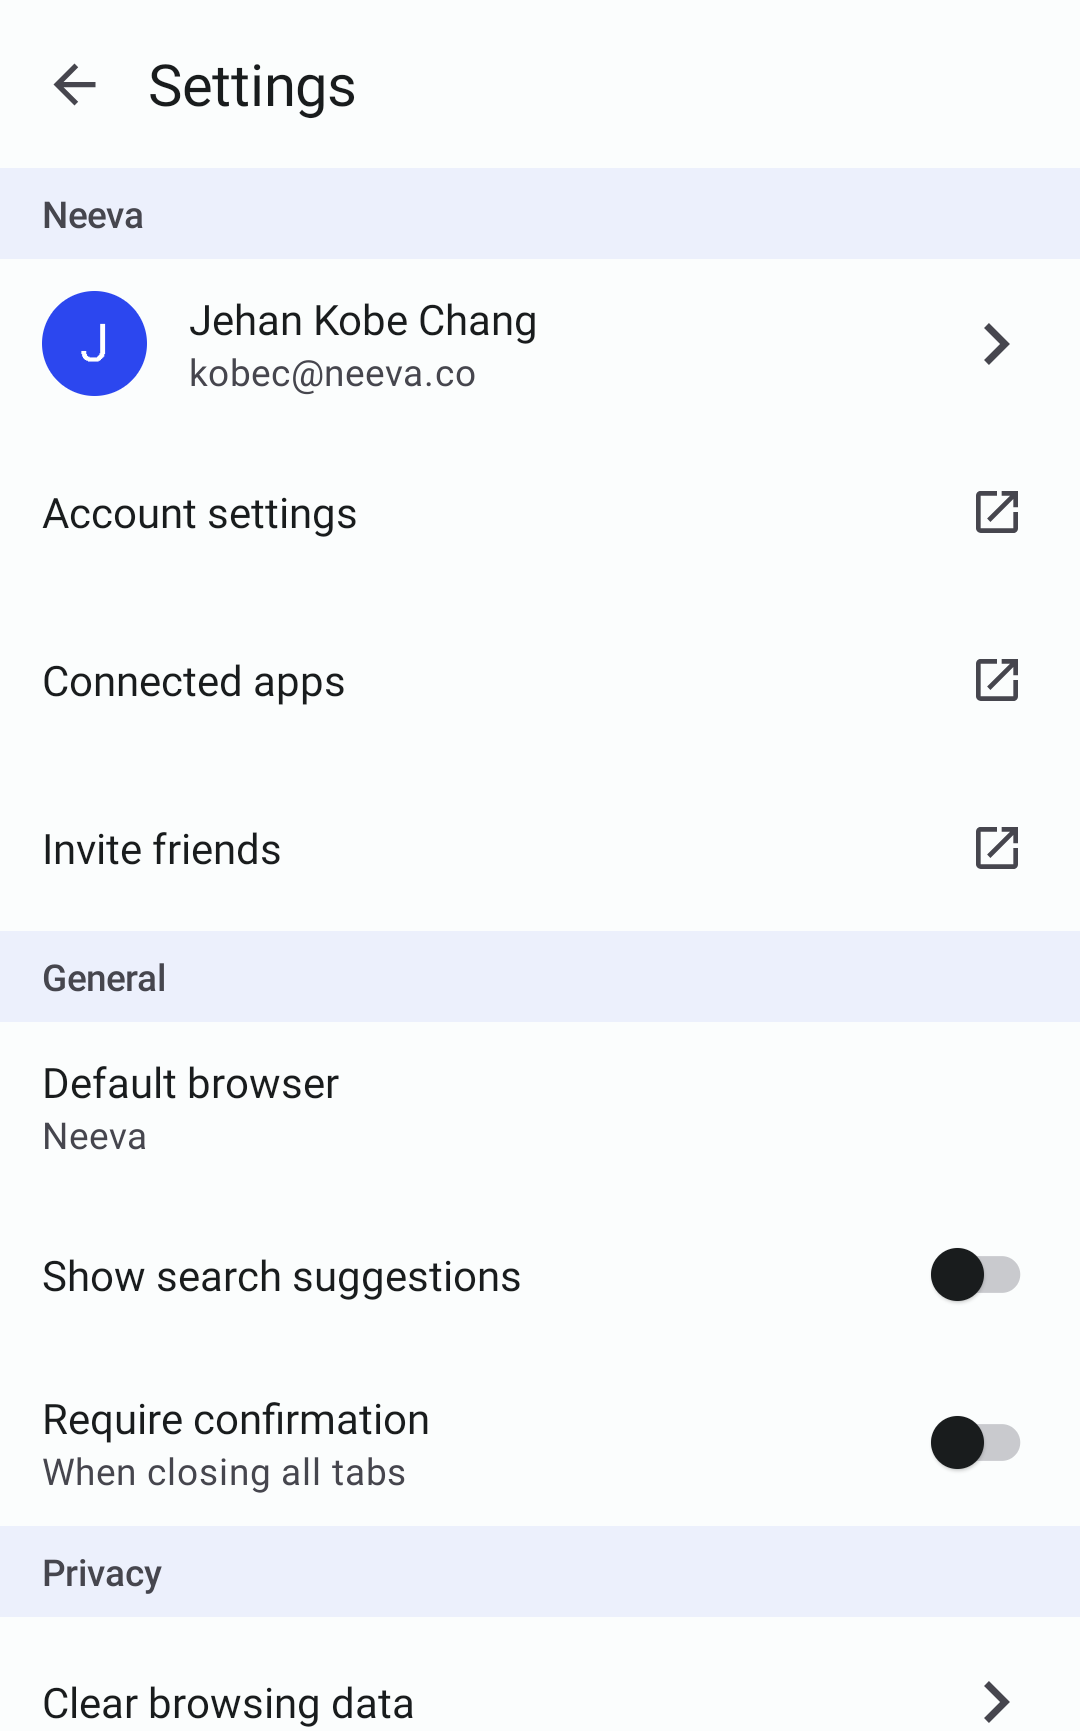 Settings
Neeva
J
Jehan Kobe Chang
kobec@neeva.co
Account settings
Connected apps
Invite friends
General
Default browser
Neeva
Show search suggestions
Require confirmation
When closing all tabs
Privacy
Clear browsing data